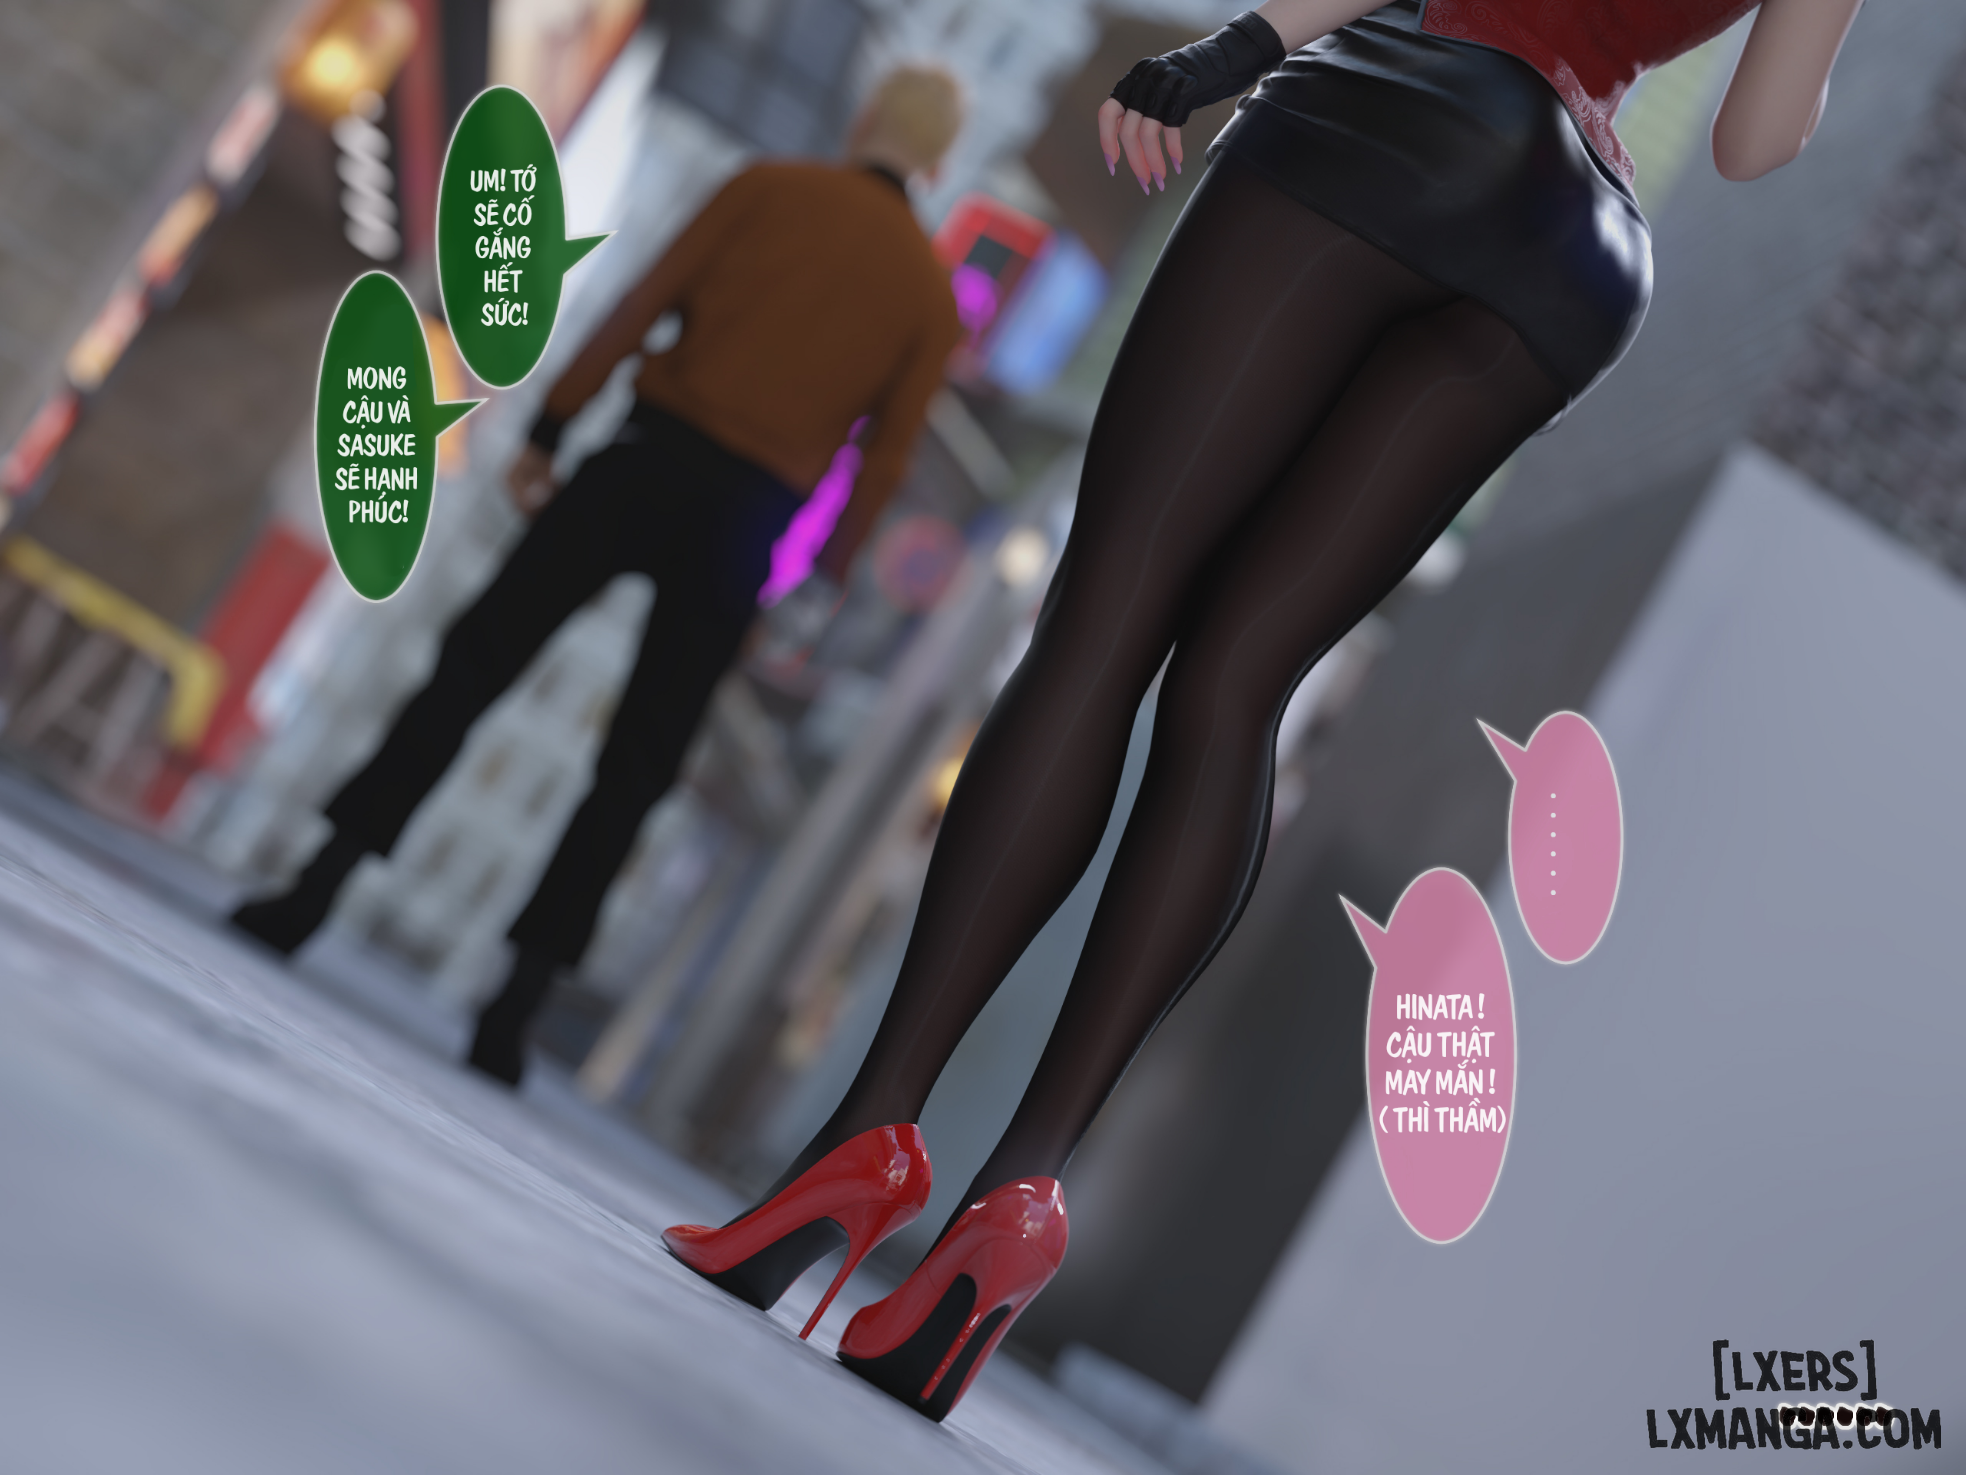 UM! TỚ
SẼ CỐ
GẮNG
HẾT
SỨC!
MONG
CẬU VÀ
SASUKE
SẼ HẠNH
PHÚC!
.......
HINATA!
CẬU THẬT
MAY MẮN!
(THÌ THẦM)
[LXERS]
LXMANGA.COM